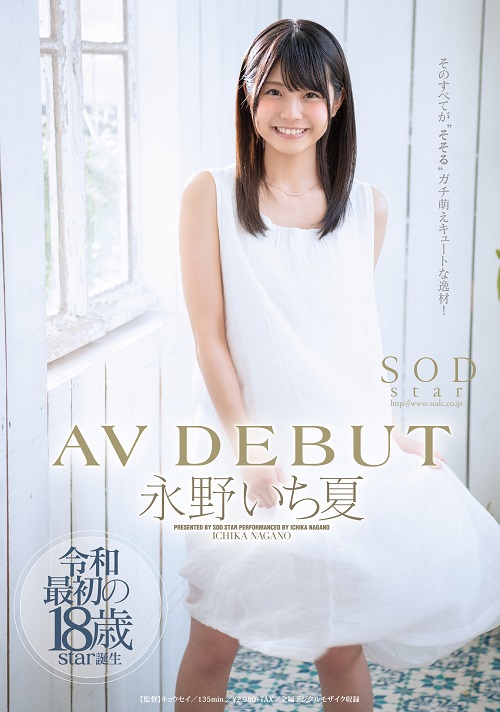 そのすべてが"そそる"ガチ萌えキュートな逸材!
SOD
star
http://www.sodc.co.jp
AV DEBUT
永野いち夏
PRESENTED BY SOD STAR PERFORMANCED BY ICHIKA NAGANO
ICHIKA NAGANO
令和
最初の
18歳
star誕生
【監督】キョウセイ/135min./¥2,980+TAX/全編デジタルモザイク収録